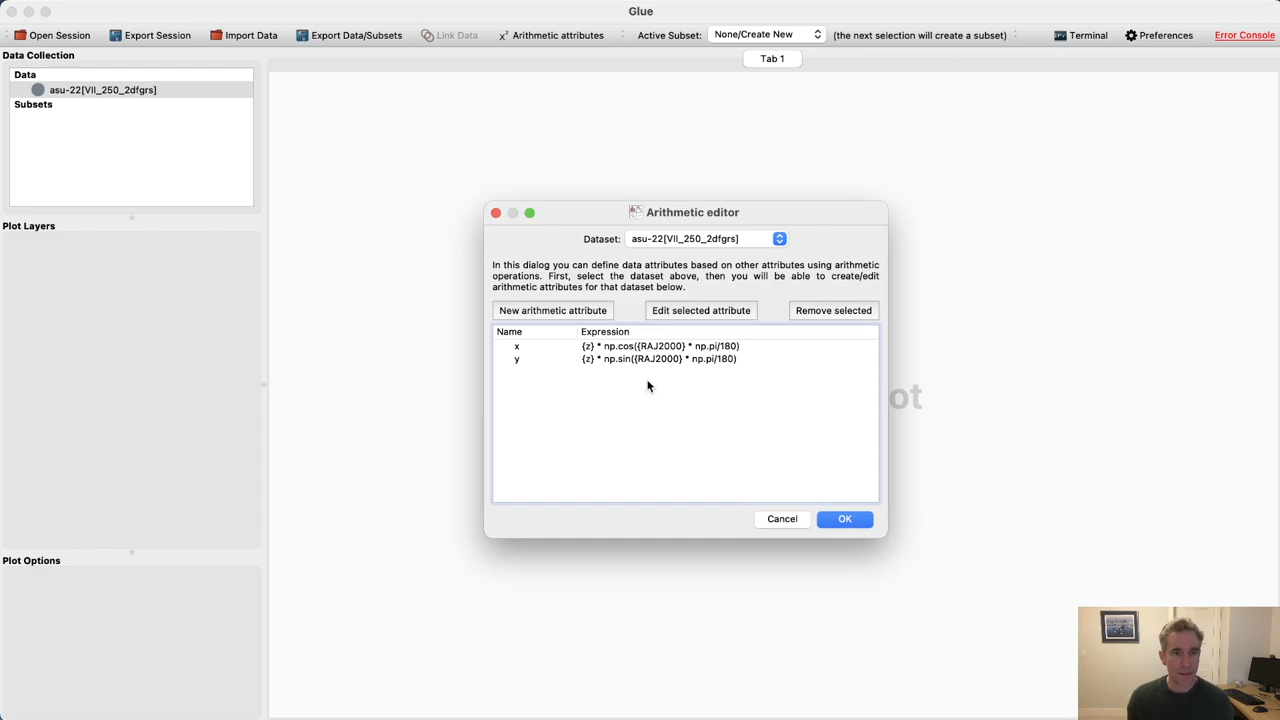 Glue
Open Session Export Session Import Data Export Data/Subsets Link Data x² Arithmetic attributes Active Subset: None/Create New (the next selection will create a subset) Terminal Preferences Error Console
Data Collection
Tab 1
Data
asu-22[VII_250_2dfgrs]
Subsets
Plot Layers
Plot Options
Arithmetic editor
Dataset: asu-22[VII_250_2dfgrs]
In this dialog you can define data attributes based on other attributes using arithmetic
operations. First, select the dataset above, then you will be able to create/edit
arithmetic attributes for that dataset below.
New arithmetic attribute Edit selected attribute Remove selected
Name Expression
x {z} * np.cos({RAJ2000} * np.pi/180)
y {z} * np.sin({RAJ2000} * np.pi/180)
ot
Cancel OK